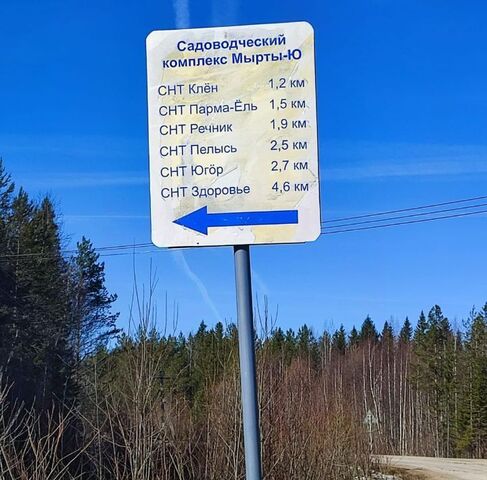 Садоводческий
комплекс Мырты-Ю
СНТ Клён 1,2 км
СНТ Парма-Ёль 1,5 км
СНТ Речник 1,9 км
СНТ Пелысь 2,5 км
СНТ Югӧр 2,7 км
СНТ Здоровье 4,6 км